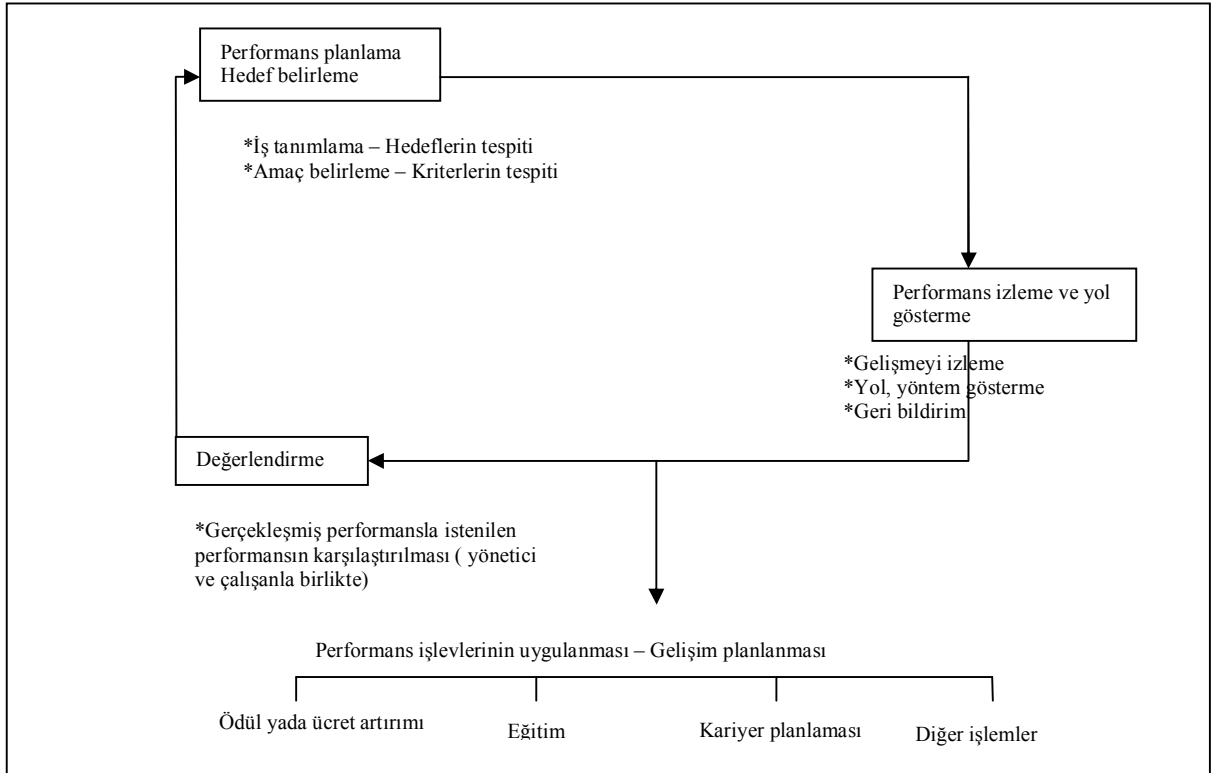 Performans planlama
Hedef belirleme
*İş tanımlama – Hedeflerin tespiti
*Amaç belirleme – Kriterlerin tespiti
Performans izleme ve yol
gösterme
*Gelişmeyi izleme
*Yol, yöntem gösterme
*Geri bildirim
Değerlendirme
*Gerçekleşmiş performansla istenilen
performansın karşılaştırılması ( yönetici
ve çalışanla birlikte)
Performans işlevlerinin uygulanması – Gelişim planlanması
Ödül yada ücret artırımı
Eğitim
Kariyer planlaması
Diğer işlemler